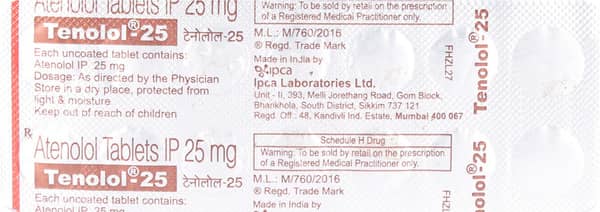 Atenolol Tablets IP 25 mg
Tenolol®-25 टेनोलोल-25
Each uncoated tablet contains:
Atenolol IP 25 mg
Dosage: As directed by the Physician
Store in a dry place, protected from
light & moisture
Keep out of reach of children
Warning: To be sold by retail on the prescription
of a Registered Medical Practitioner only.
M.L.: M/760/2016
® Regd. Trade Mark
Made in India by
Ipca
Ipca Laboratories Ltd.
Unit - II, 393, Melli Jorethang Road, Gom Block,
Bharikhola, South District, Sikkim 737 121
Regd. Off.: 48, Kandivli Ind. Estate, Mumbai 400 067
FHZL27
Tenolol®-25
Rx
Atenolol Tablets IP 25 mg
Tenolol®-25 टेनोलोल-25
Each uncoated tablet contains:
Schedule H Drug
Warning: To be sold by retail on the prescription
of a Registered Medical Practitioner only.
M.L.: M/760/2016
® Regd. Trade Mark
Made in India by
Tenolol®-25